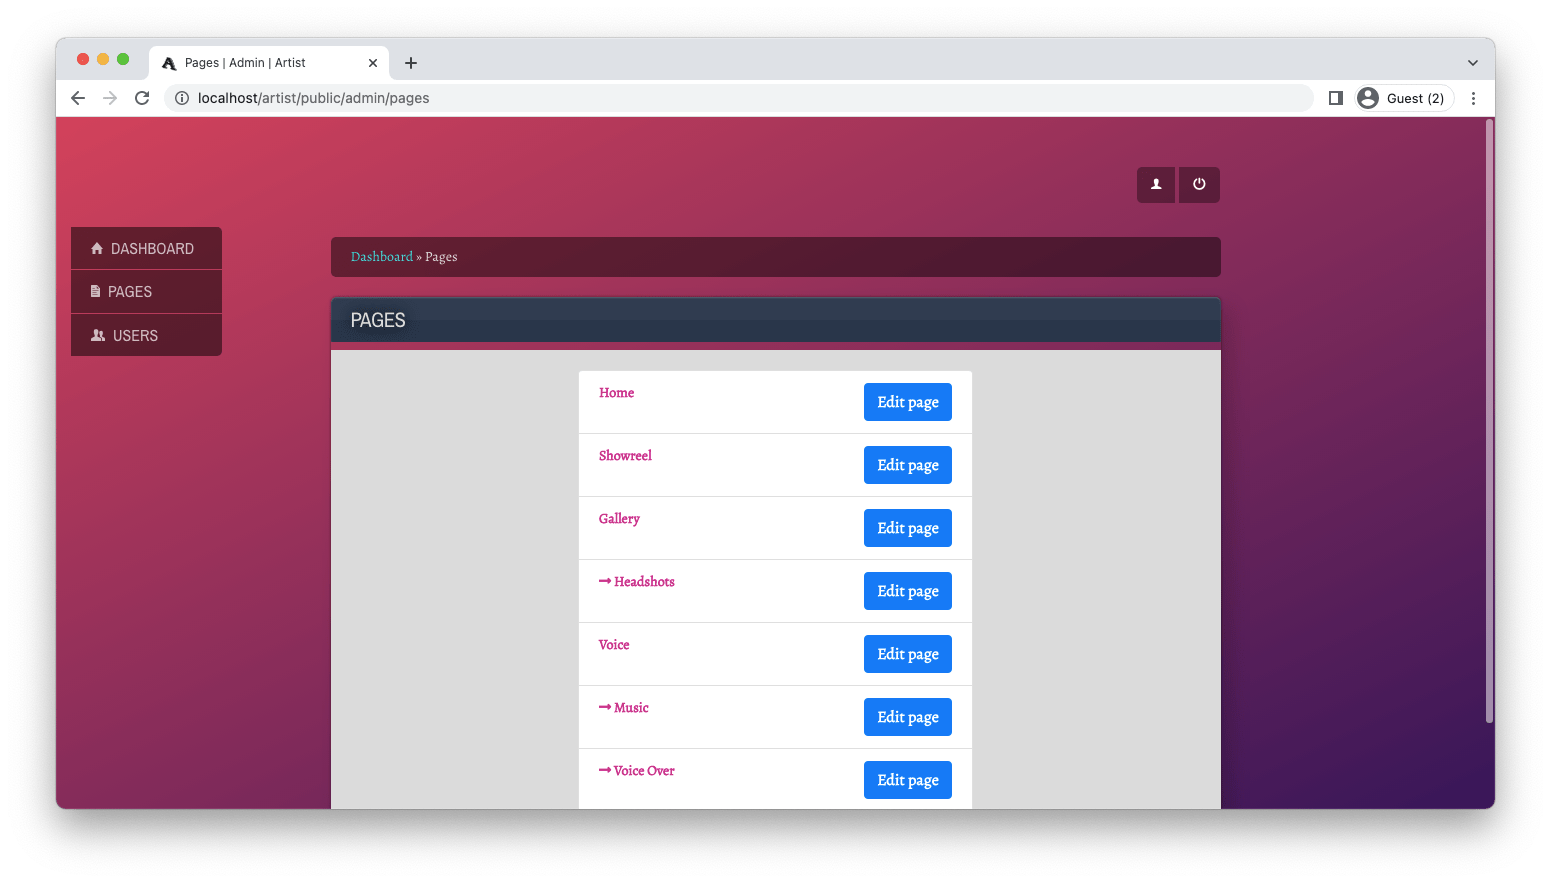 Pages | Admin | Artist
localhost/artist/public/admin/pages
Guest (2)
DASHBOARD
PAGES
USERS
Dashboard » Pages
PAGES
Home Edit page
Showreel Edit page
Gallery Edit page
→ Headshots Edit page
Voice Edit page
→ Music Edit page
→ Voice Over Edit page